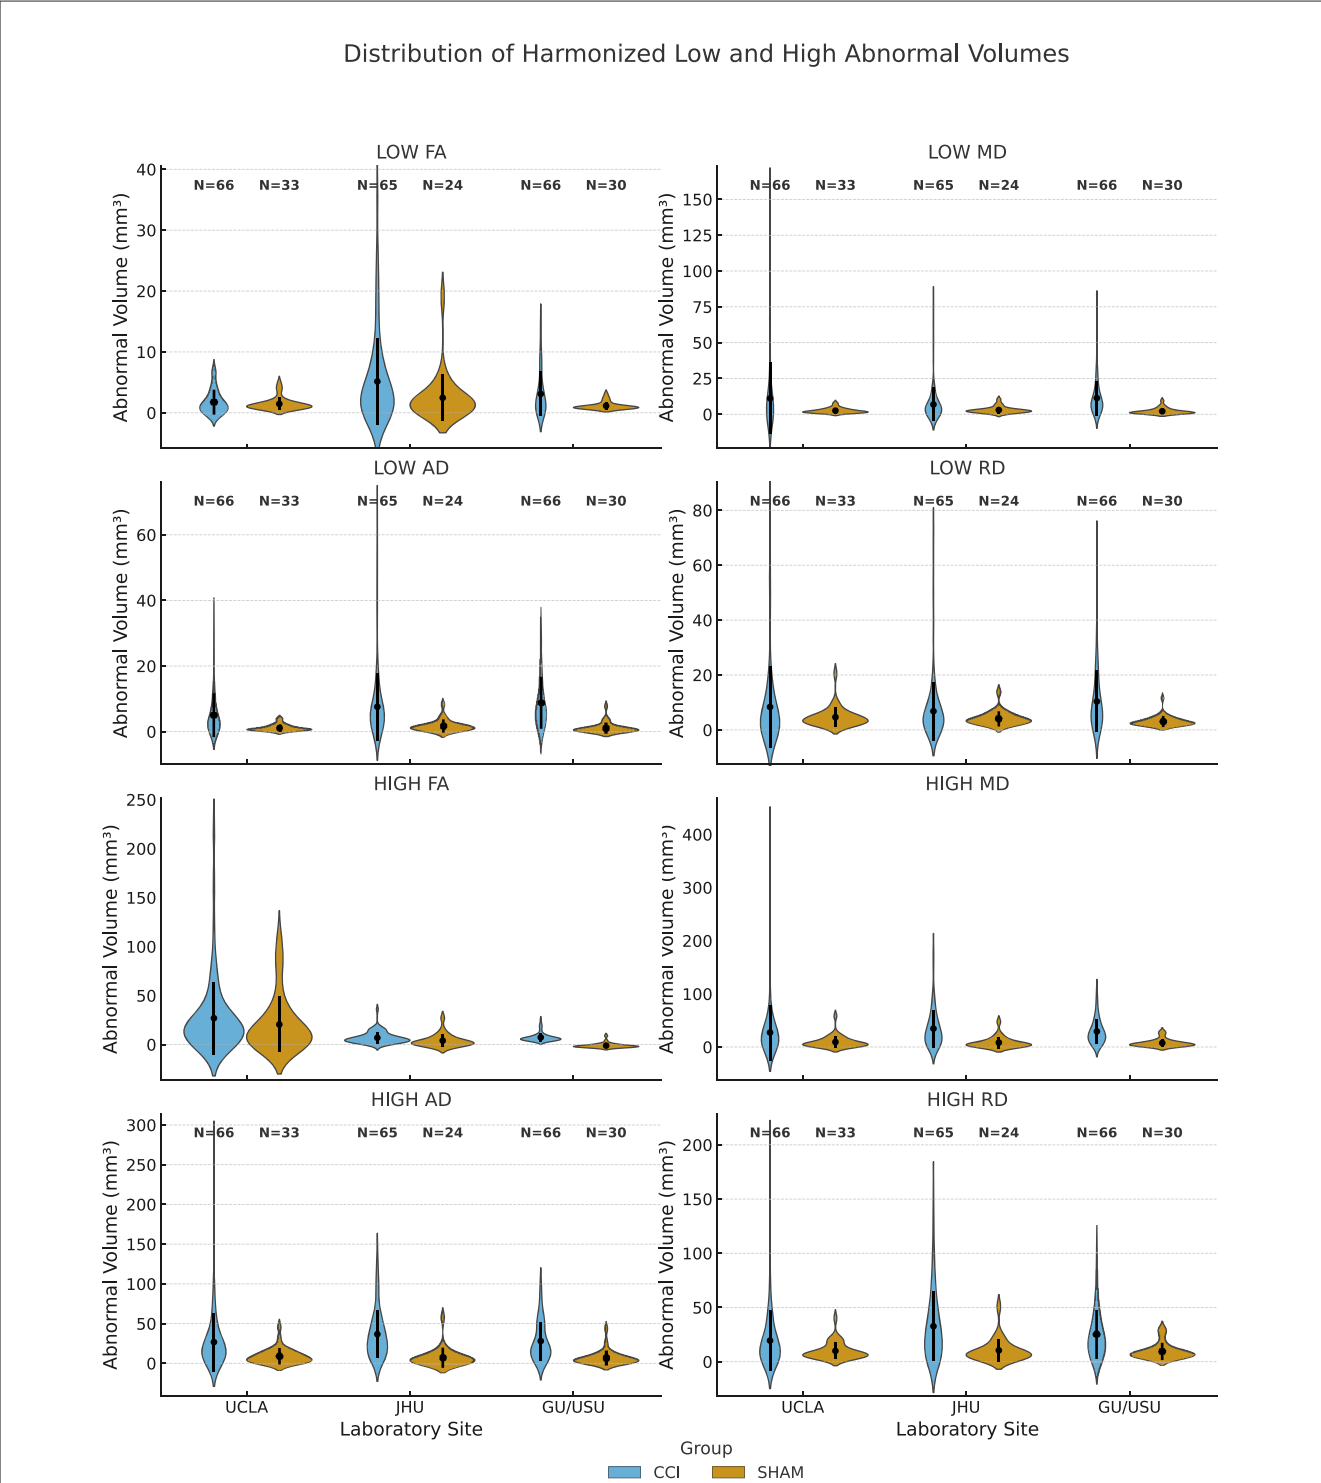 Distribution of Harmonized Low and High Abnormal Volumes
LOW FA
Abnormal Volume (mm³)
40
30
20
10
0
N=66 N=33 N=65 N=24 N=66 N=30
LOW MD
Abnormal Volume (mm³)
150
125
100
75
50
25
0
N=66 N=33 N=65 N=24 N=66 N=30
LOW AD
Abnormal Volume (mm³)
60
40
20
0
N=66 N=33 N=65 N=24 N=66 N=30
LOW RD
Abnormal Volume (mm³)
80
60
40
20
0
N=66 N=33 N=65 N=24 N=66 N=30
HIGH FA
Abnormal Volume (mm³)
250
200
150
100
50
0
HIGH MD
Abnormal Volume (mm³)
400
300
200
100
0
HIGH AD
Abnormal Volume (mm³)
300
250
200
150
100
50
0
N=66 N=33 N=65 N=24 N=66 N=30
UCLA JHU GU/USU
Laboratory Site
HIGH RD
Abnormal Volume (mm³)
200
150
100
50
0
N=66 N=33 N=65 N=24 N=66 N=30
UCLA JHU GU/USU
Laboratory Site
Group
CCI SHAM